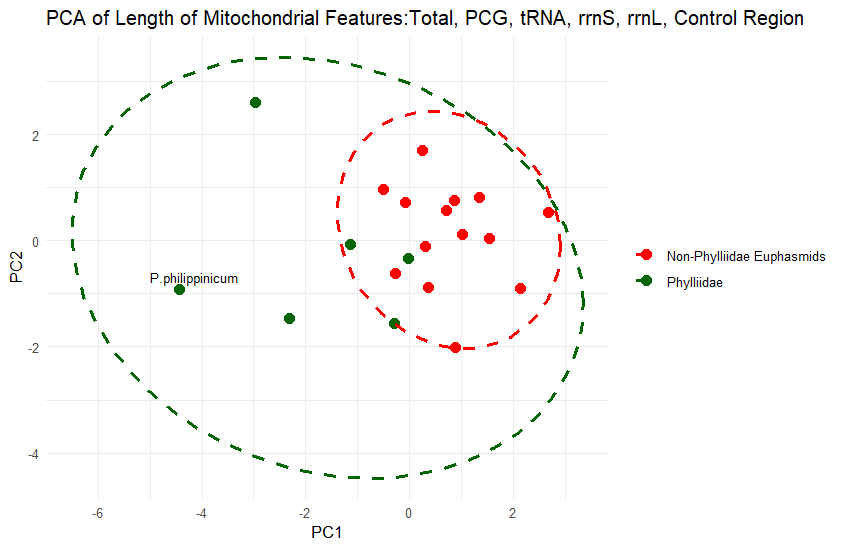 PCA of Length of Mitochondrial Features:Total, PCG, tRNA, rrnS, rrnL, Control Region
2
0
-2
-4
PC2
P.philippinicum
-6
-4
-2
0
2
PC1
Non-Phylliidae Euphasmids
Phylliidae